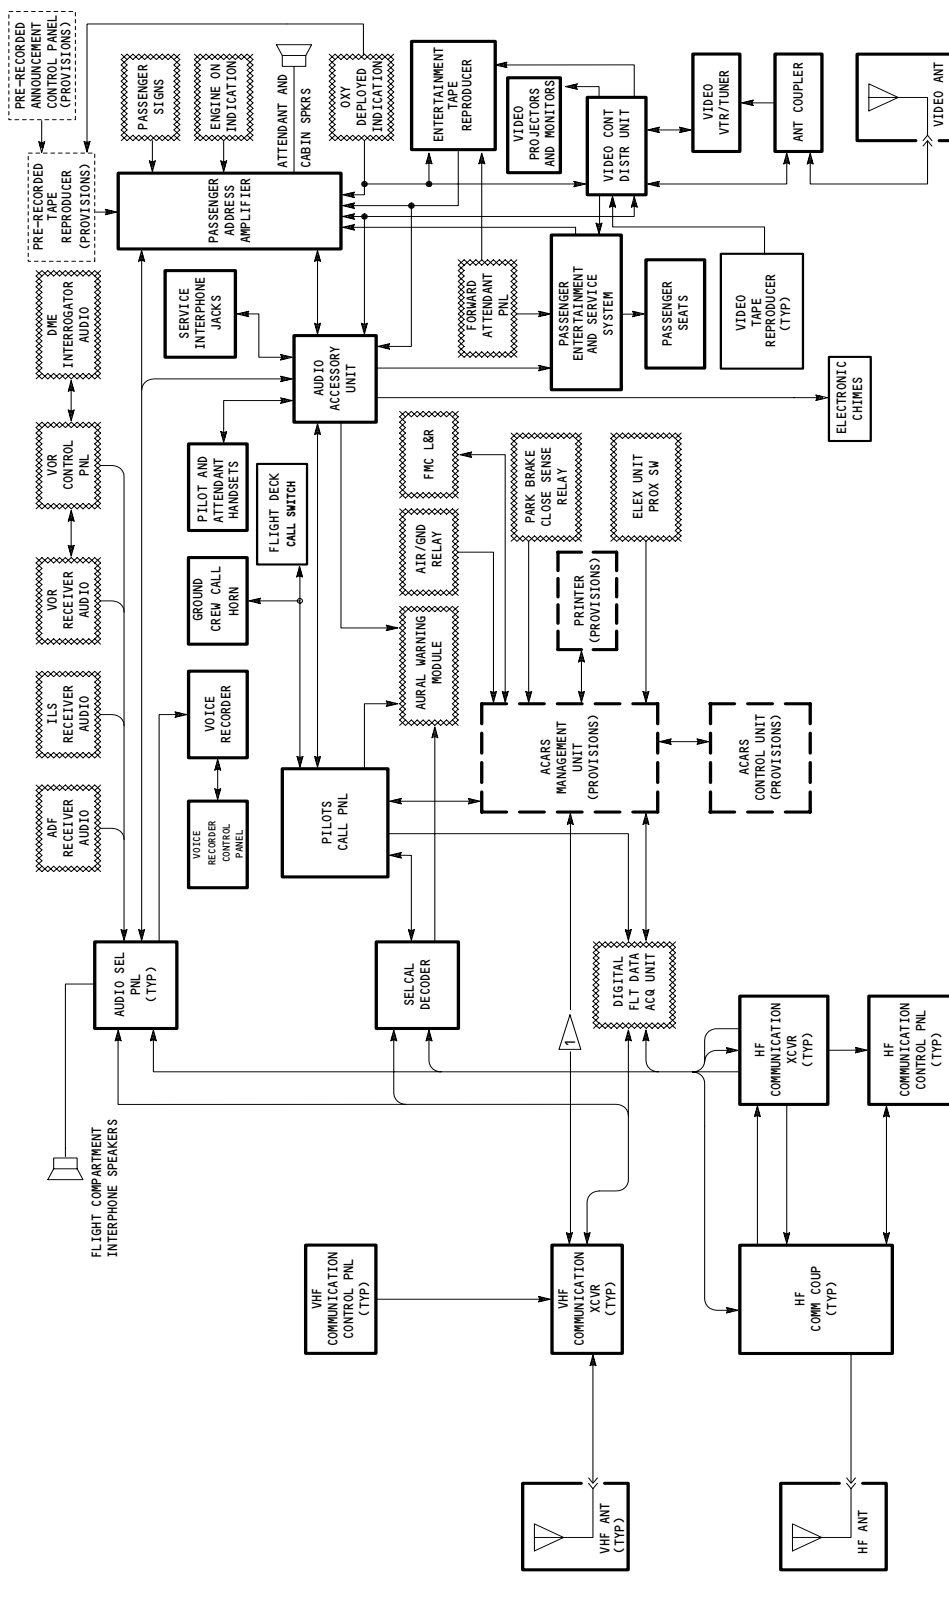 PRE-RECORDED
ANNOUNCEMENT
CONTROL PANEL
(PROVISIONS)
PRE-RECORDED
TAPE
REPRODUCER
(PROVISIONS)
PASSENGER
SIGNS
ENGINE ON
INDICATION
ATTENDANT AND
CABIN SPKRS
OXY
DEPLOYED
INDICATION
ENTERTAINMENT
TAPE
REPRODUCER
VIDEO
PROJECTORS
AND MONITORS
VIDEO CONT
DISTR UNIT
VIDEO
VTR/TUNER
ANT COUPLER
VIDEO ANT
PASSENGER
ADDRESS
AMPLIFIER
DME
INTERROGATOR
AUDIO
SERVICE
INTERPHONE
JACKS
AUDIO
ACCESSORY
UNIT
FORWARD
ATTENDANT
PNL
PASSENGER
ENTERTAINMENT
AND SERVICE
SYSTEM
PASSENGER
SEATS
VIDEO
TAPE
REPRODUCER
(TYP)
ELECTRONIC
CHIMES
VOR
CONTROL
PNL
PILOT AND
ATTENDANT
HANDSETS
FLIGHT DECK
CALL SWITCH
FMC L&R
PARK BRAKE
CLOSE SENSE
RELAY
ELEX UNIT
PROX SW
VOR
RECEIVER
AUDIO
GROUND
CREW CALL
HORN
AIR/GND
RELAY
PRINTER
(PROVISIONS)
ILS
RECEIVER
AUDIO
VOICE
RECORDER
AURAL WARNING
MODULE
ADF
RECEIVER
AUDIO
VOICE
RECORDER CONTROL
PANEL
PILOTS
CALL PNL
ACARS
MANAGEMENT
UNIT
(PROVISIONS)
ACARS
CONTROL UNIT
(PROVISIONS)
AUDIO SEL
PNL
(TYP)
SELCAL
DECODER
1
DIGITAL
FLT DATA
ACQ UNIT
HF
COMMUNICATION
XCVR
(TYP)
HF
COMMUNICATION
CONTROL PNL
(TYP)
FLIGHT COMPARTMENT
INTERPHONE SPEAKERS
VHF
COMMUNICATION
CONTROL PNL
(TYP)
VHF
COMMUNICATION
XCVR
(TYP)
HF
COMM COUP
(TYP)
VHF ANT
(TYP)
HF ANT